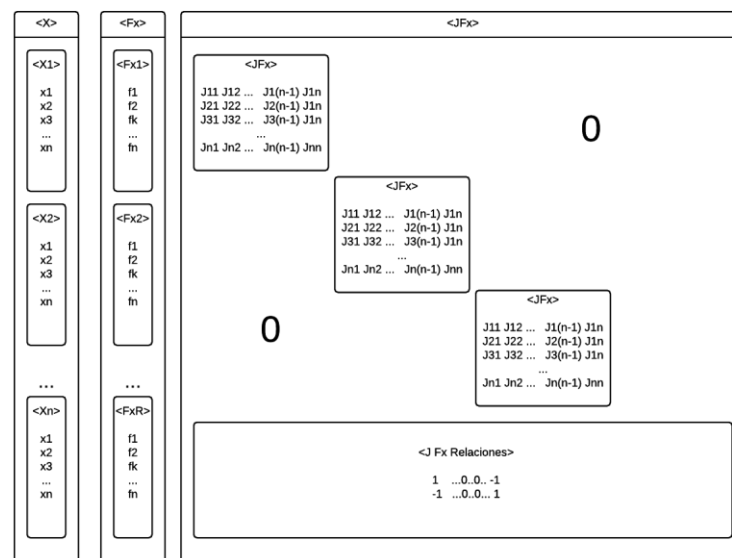 <X>
<X1>
x1
x2
x3
...
xn
<X2>
x1
x2
x3
...
xn
...
<Xn>
x1
x2
x3
...
xn
<Fx>
<Fx1>
f1
f2
fk
...
fn
<Fx2>
f1
f2
fk
...
fn
...
<FxR>
f1
f2
fk
...
fn
<JFx>
<JFx>
J11 J12 ... J1(n-1) J1n
J21 J22 ... J2(n-1) J1n
J31 J32 ... J3(n-1) J1n
...
Jn1 Jn2 ... Jn(n-1) Jnn
0
<JFx>
J11 J12 ... J1(n-1) J1n
J21 J22 ... J2(n-1) J1n
J31 J32 ... J3(n-1) J1n
...
Jn1 Jn2 ... Jn(n-1) Jnn
0
<JFx>
J11 J12 ... J1(n-1) J1n
J21 J22 ... J2(n-1) J1n
J31 J32 ... J3(n-1) J1n
...
Jn1 Jn2 ... Jn(n-1) Jnn
<J Fx Relaciones>
1 ...0..0.. -1
-1 ...0..0... 1